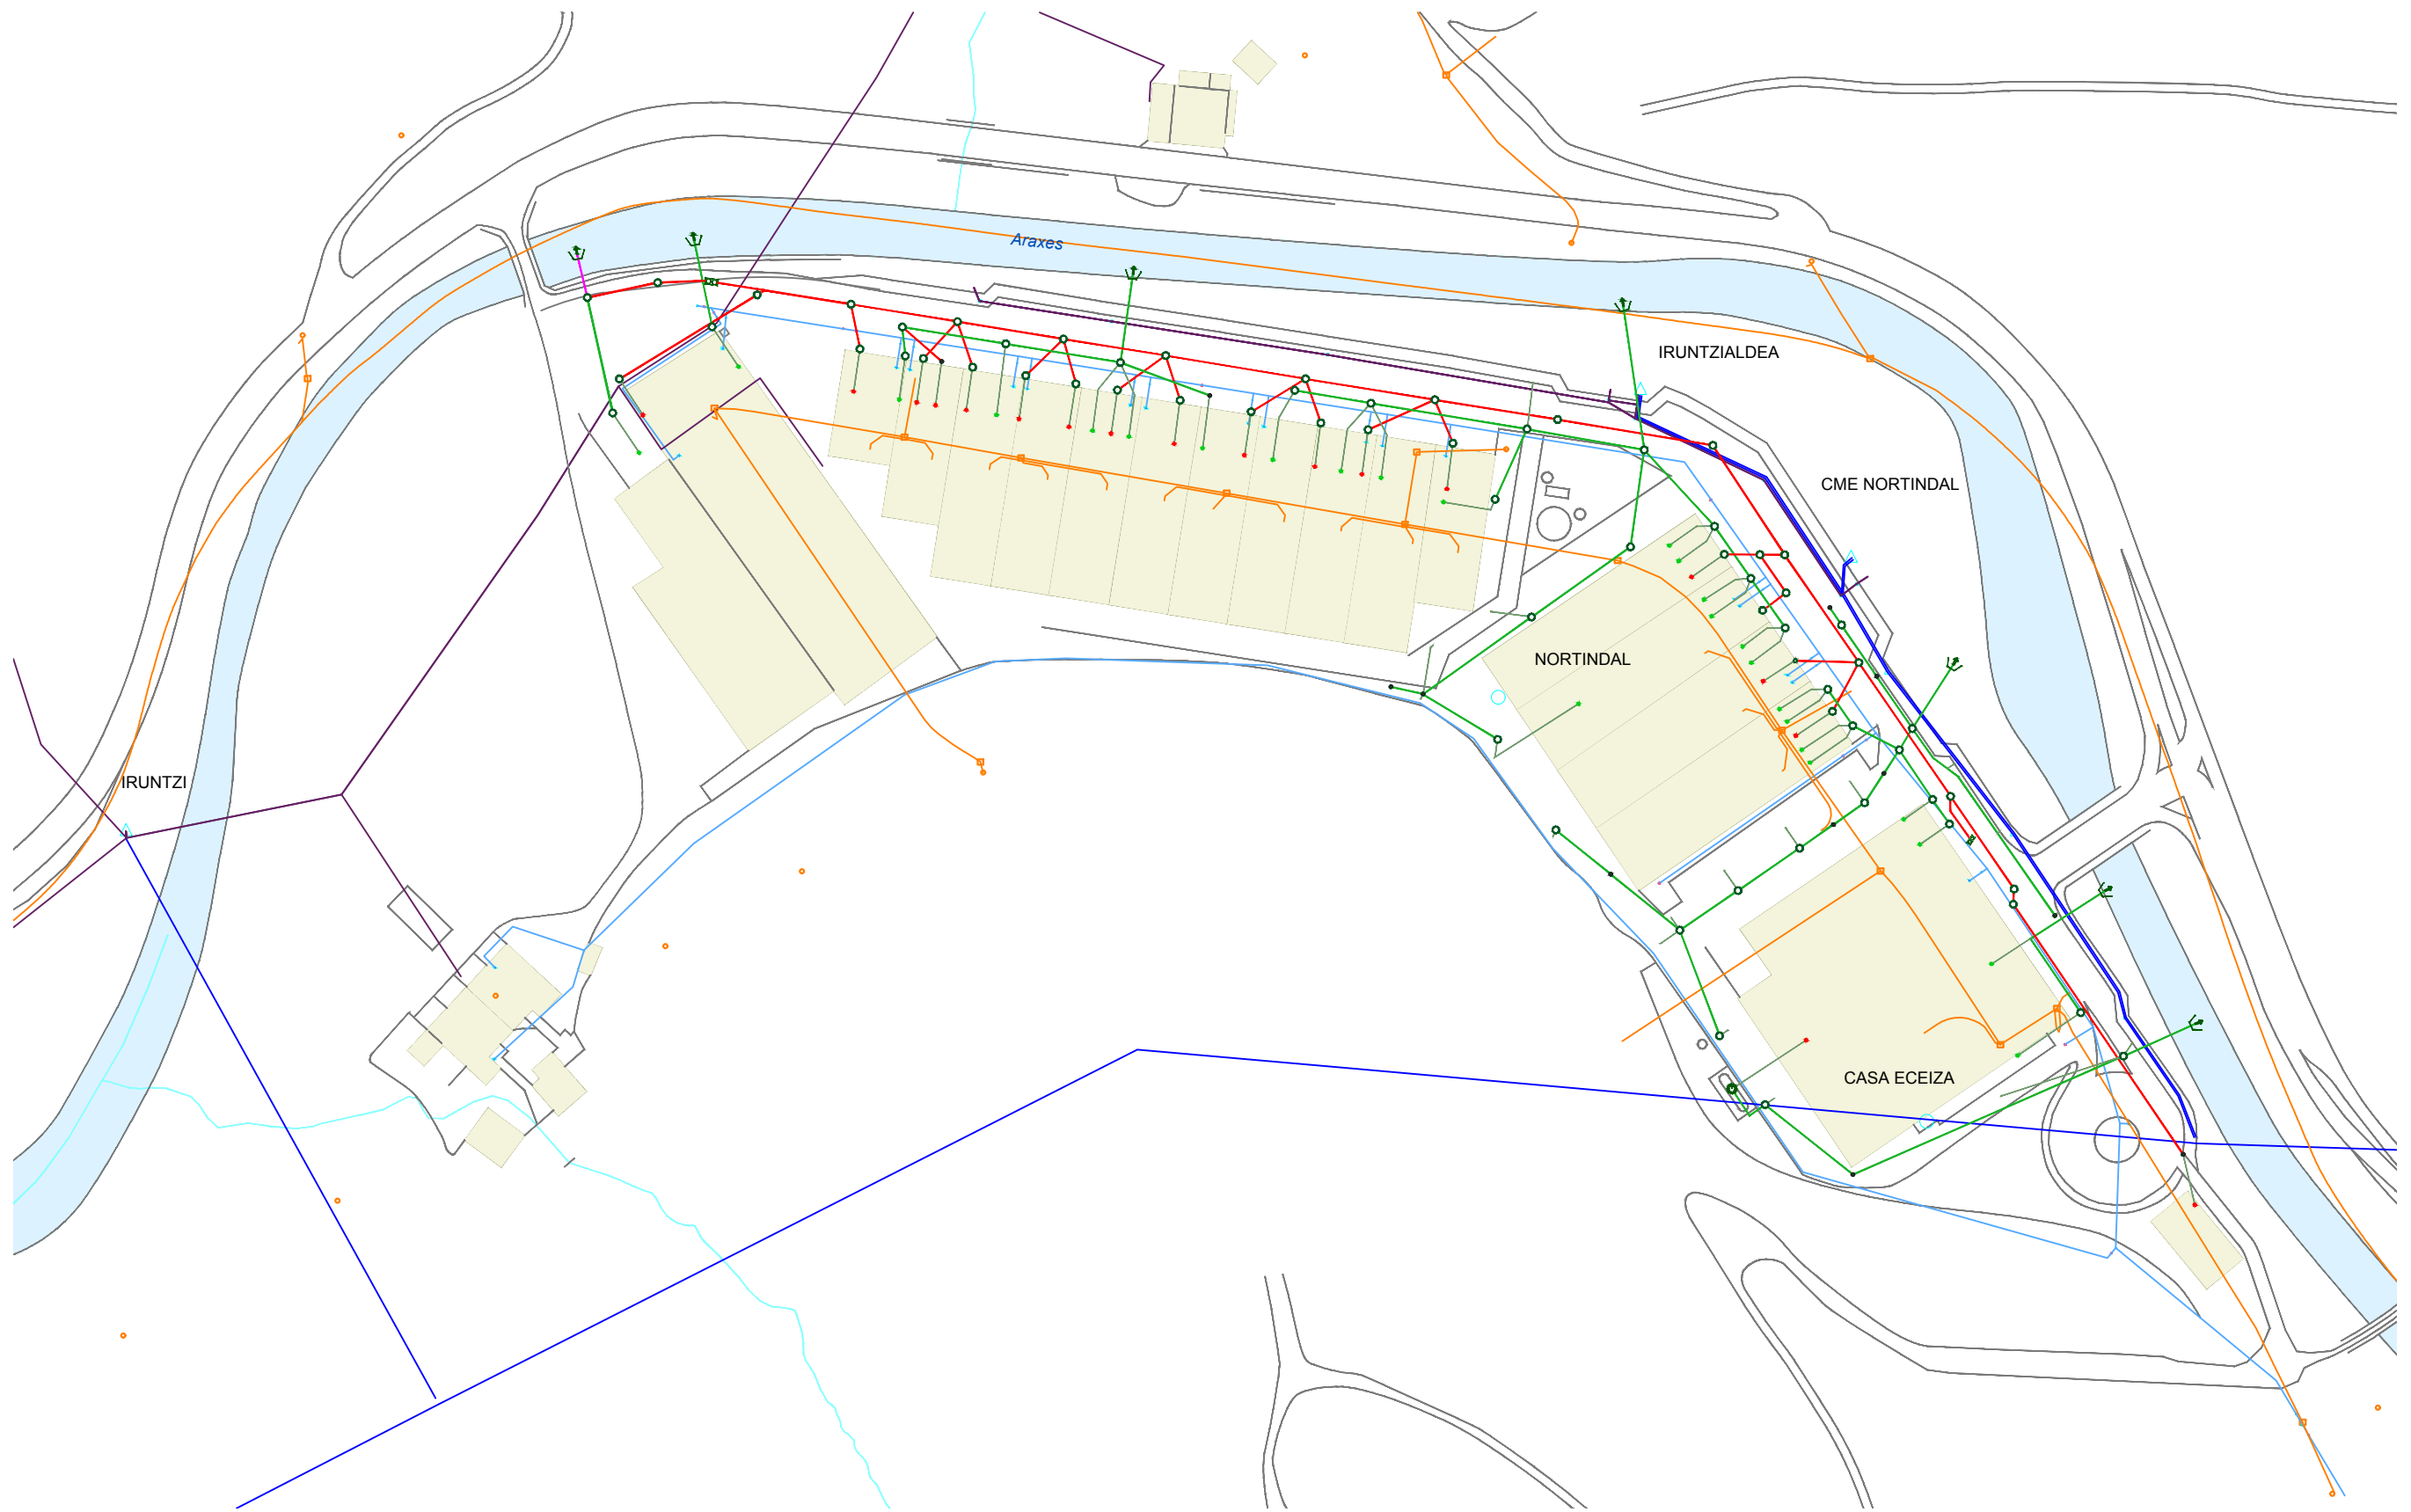 Araxes
IRUNTZIALDEA
CME NORTINDAL
NORTINDAL
IRUNTZI
CASA ECEIZA